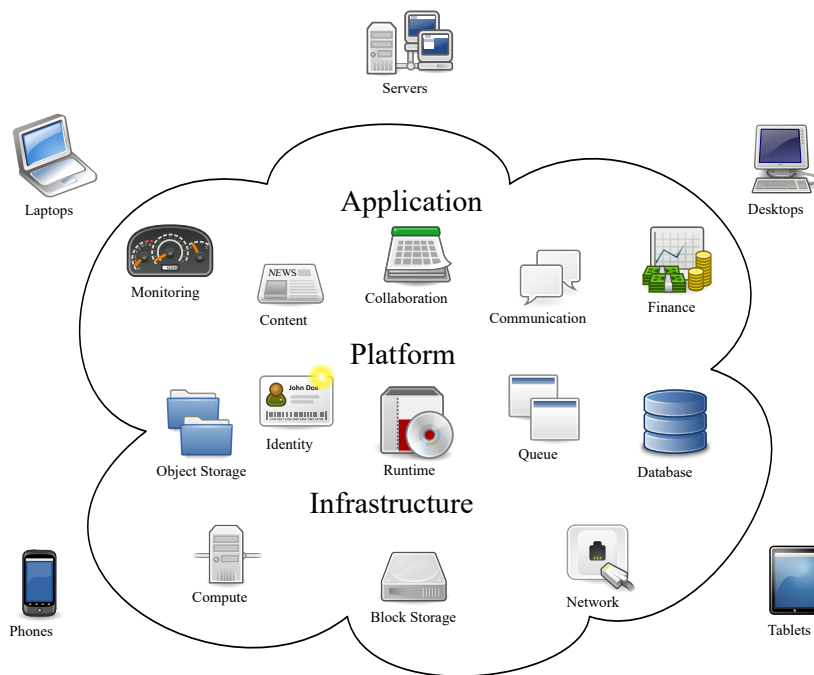 Servers
Laptops
Desktops
Application
Monitoring
NEWS
Content
Collaboration
Communication
Finance
Platform
Object Storage
John Doe
Identity
Runtime
Queue
Database
Infrastructure
Compute
Block Storage
Network
Phones
Tablets